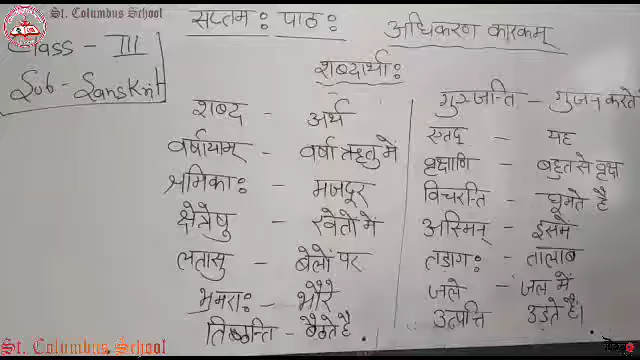 St. Columbus School
Class - III
Sub - Sanskrit
सप्तमः पाठः अधिकरण कारकम्
शब्दार्थाः
शब्द - अर्थ
वर्षायाम् - वर्षा ऋतु में
श्रमिकाः - मजदूर
क्षेत्रेषु - खेतों में
लतासु - बेलों पर
भ्रमराः - भौरे
तिष्ठन्ति - बैठते है .
गुञ्जन्ति - गुंजन करते
एतद् - यह
वृक्षाणि - बहुत से वृक्ष
विचरन्ति - घूमते है
अस्मिन् - इसमें
तडागः - तालाब
जले - जल में
उत्पत्ति उड़ते हैं।
St. Columbus School